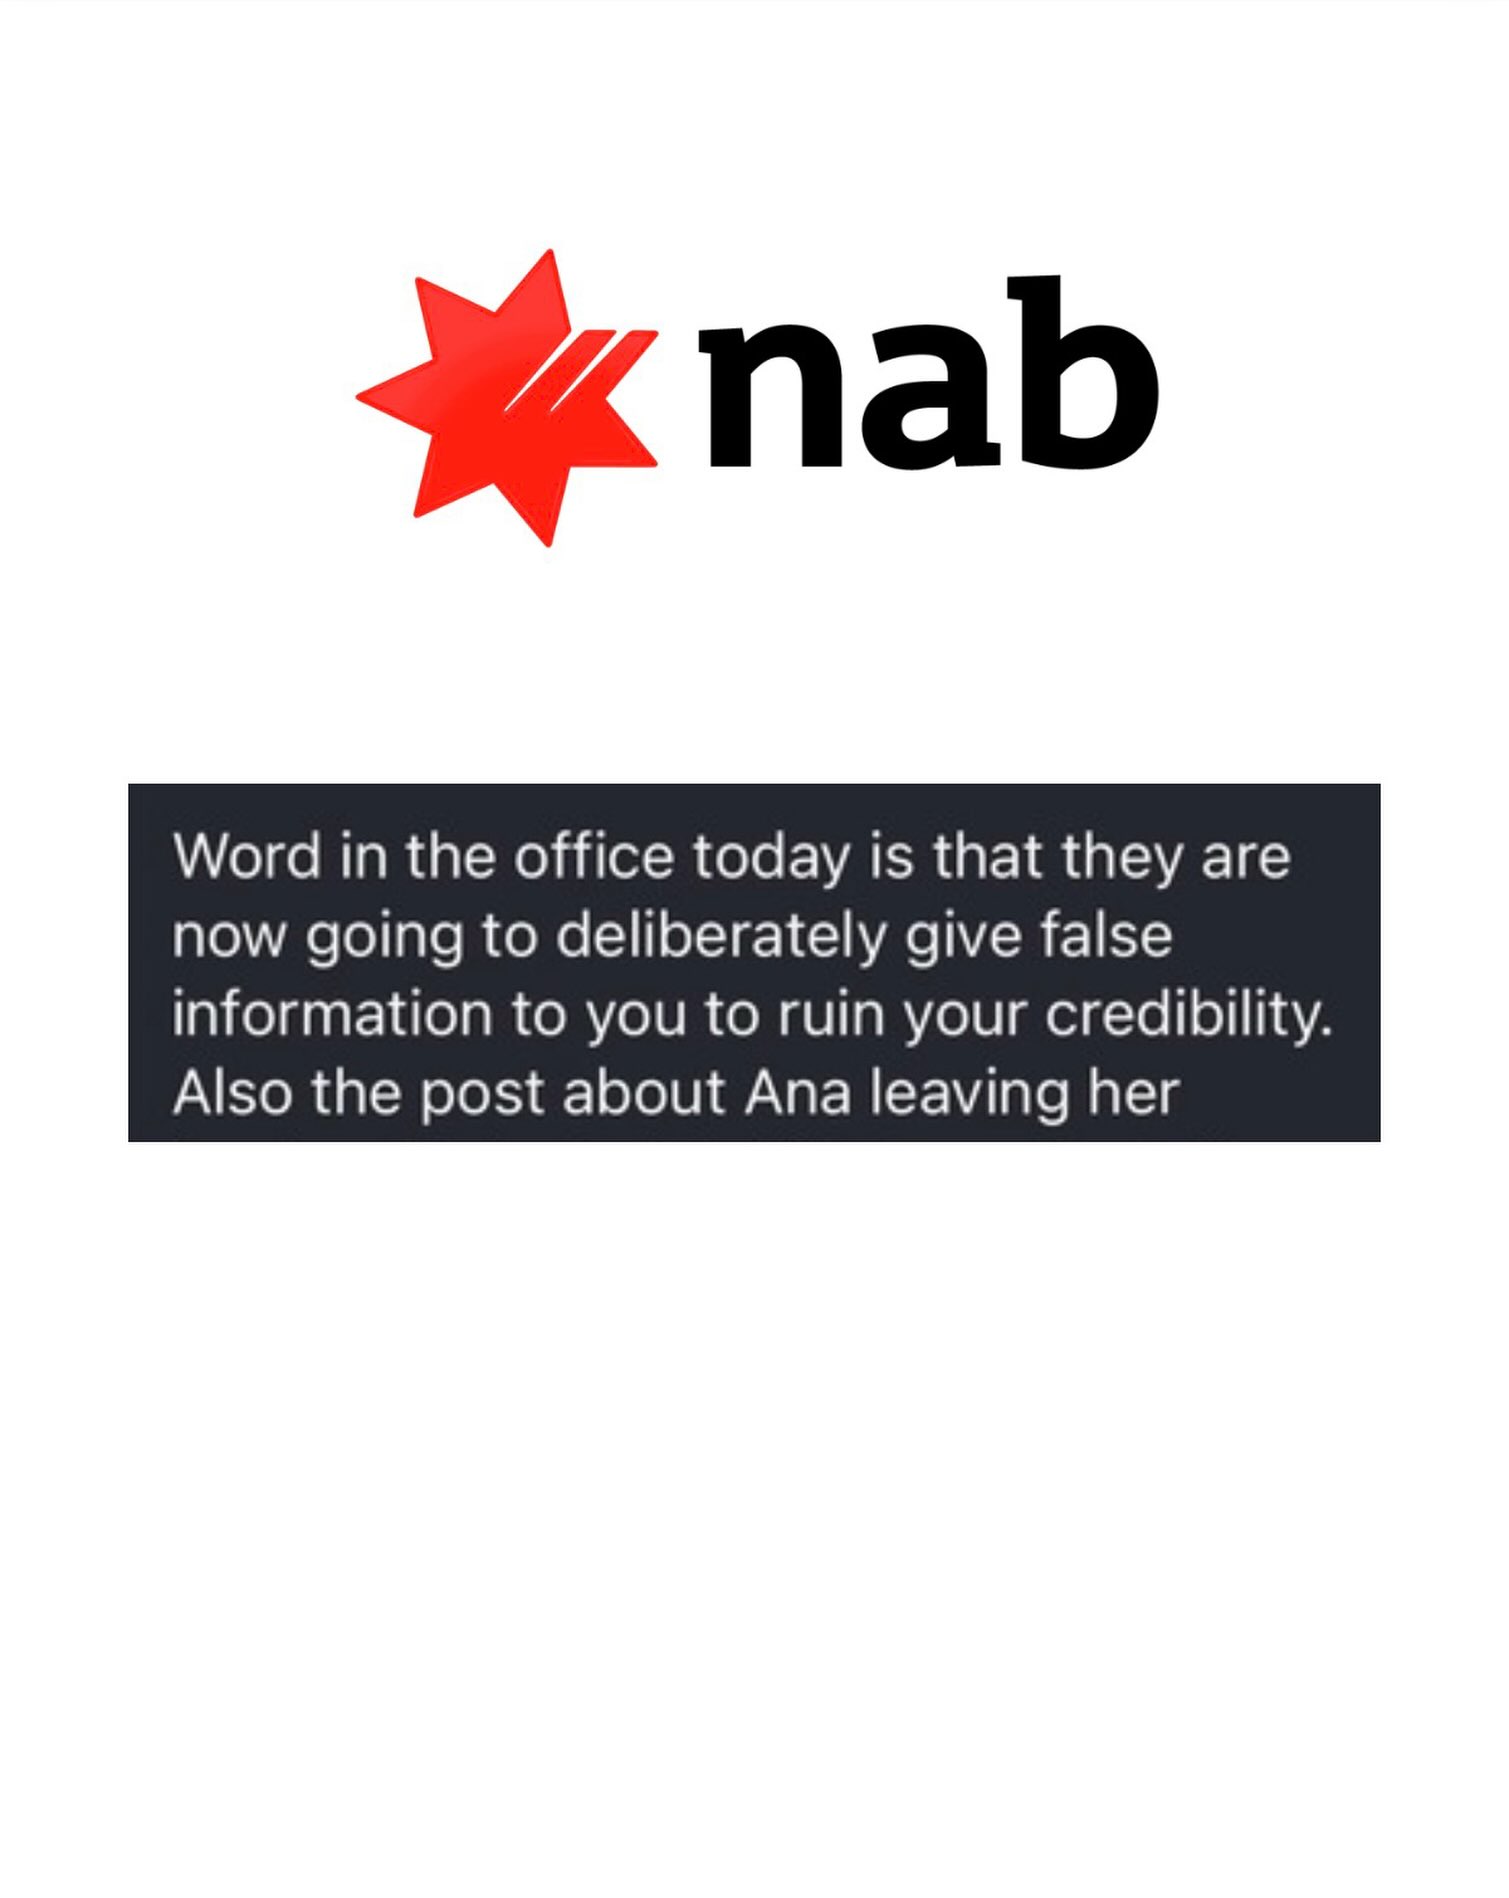 nab
Word in the office today is that they are
now going to deliberately give false
information to you to ruin your credibility.
Also the post about Ana leaving her